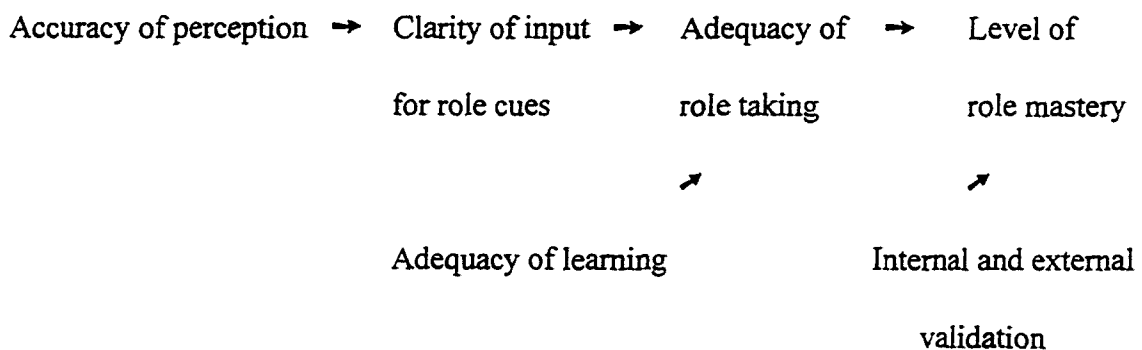 Accuracy of perception → Clarity of input → Adequacy of → Level of
for role cues role taking role mastery
↗ ↗
Adequacy of learning Internal and external
validation